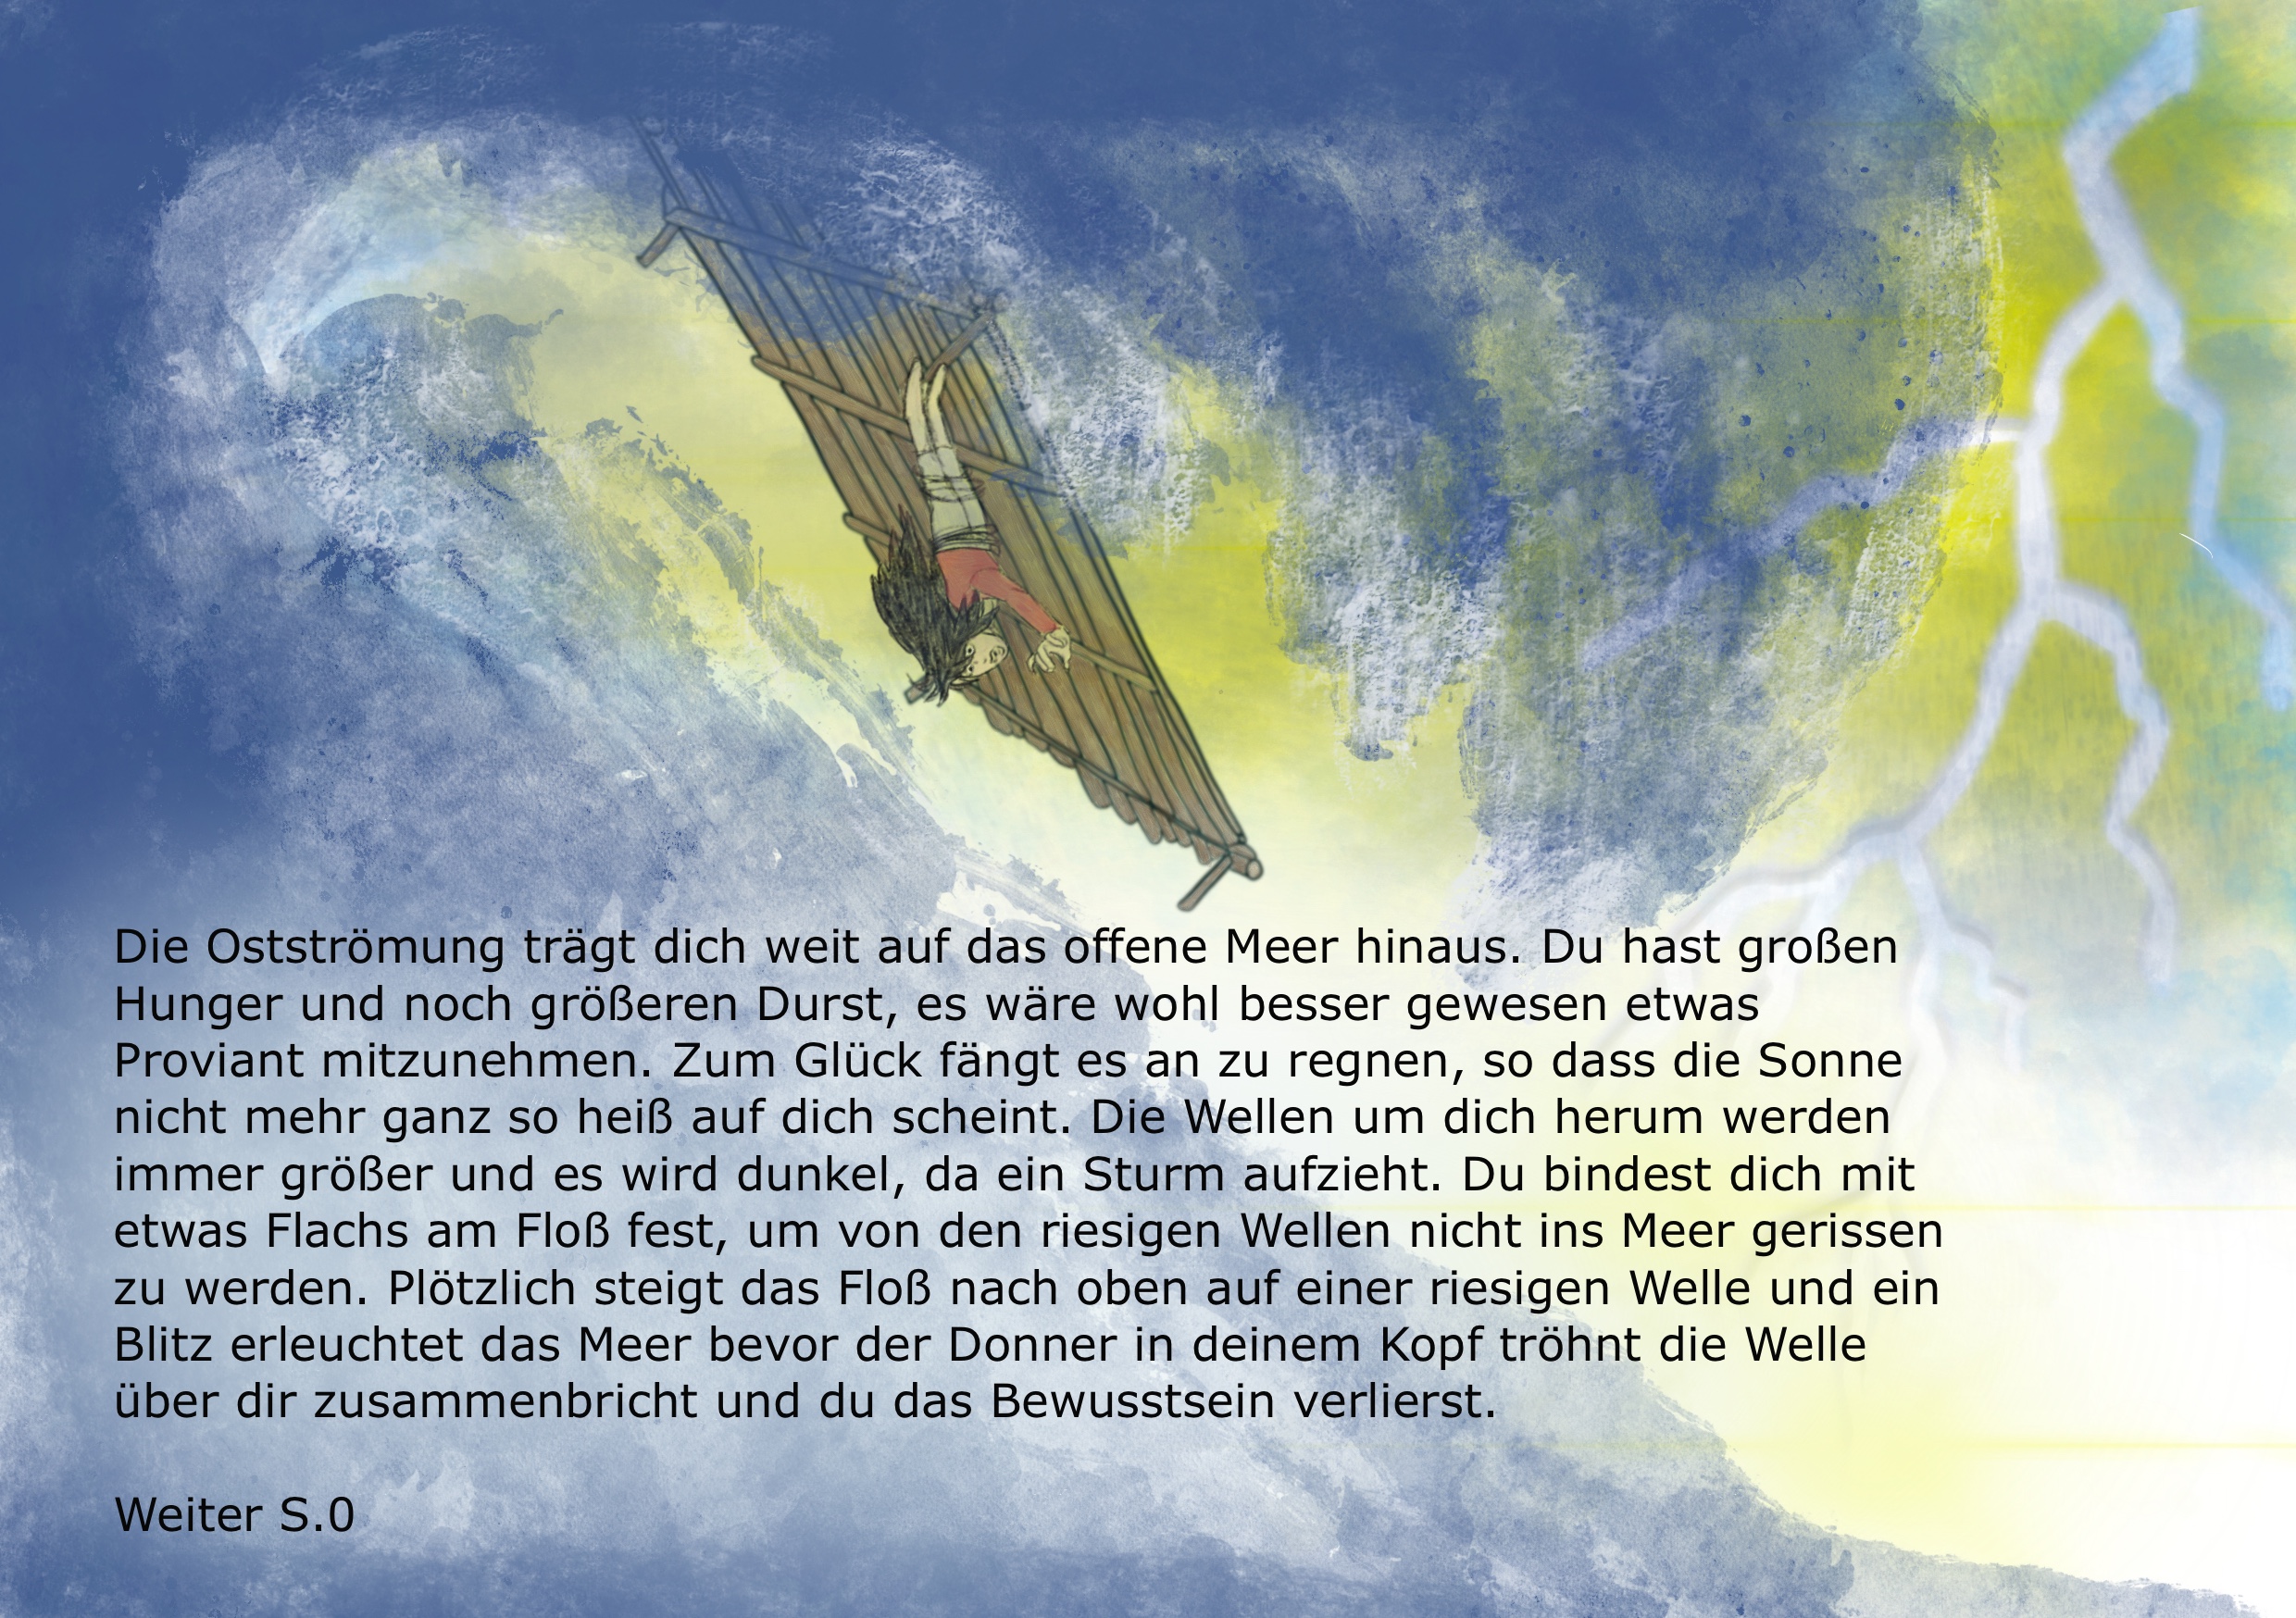 Die Ostströmung trägt dich weit auf das offene Meer hinaus. Du hast großen
Hunger und noch größeren Durst, es wäre wohl besser gewesen etwas
Proviant mitzunehmen. Zum Glück fängt es an zu regnen, so dass die Sonne
nicht mehr ganz so heiß auf dich scheint. Die Wellen um dich herum werden
immer größer und es wird dunkel, da ein Sturm aufzieht. Du bindest dich mit
etwas Flachs am Floß fest, um von den riesigen Wellen nicht ins Meer gerissen
zu werden. Plötzlich steigt das Floß nach oben auf einer riesigen Welle und ein
Blitz erleuchtet das Meer bevor der Donner in deinem Kopf tröhnt die Welle
über dir zusammenbricht und du das Bewusstsein verlierst.
Weiter S.0